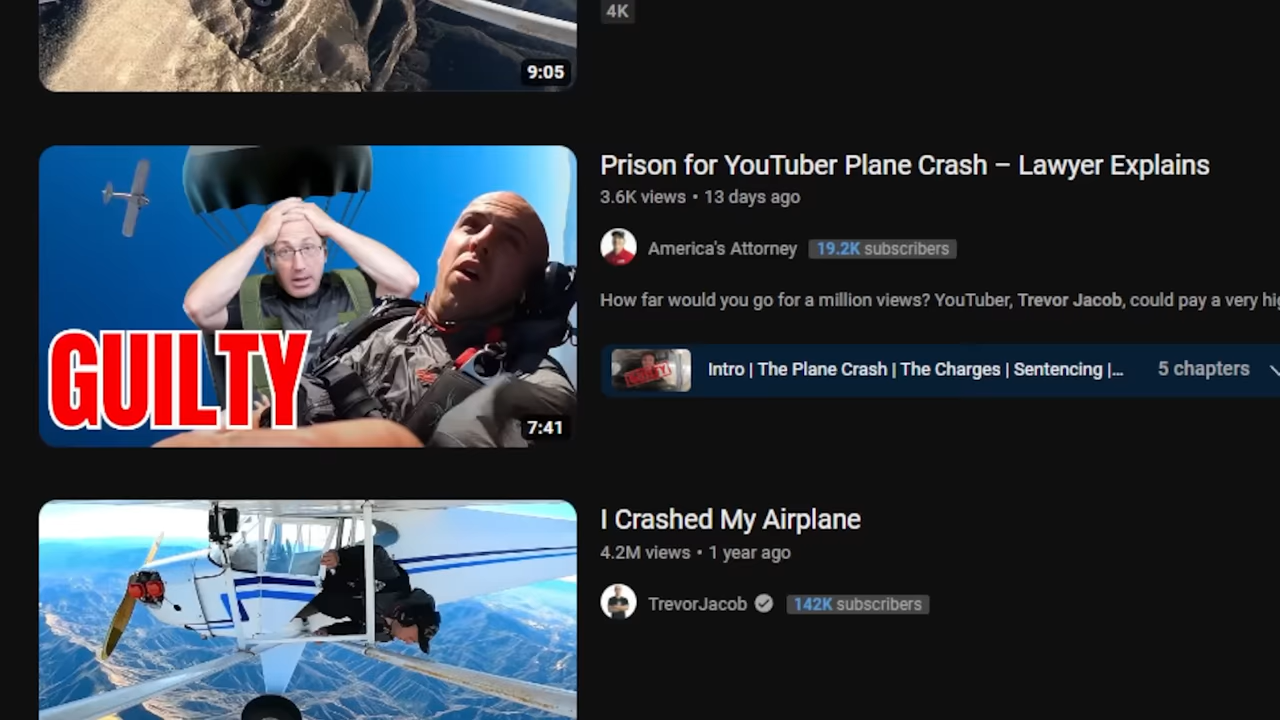 4K
9:05
Prison for YouTuber Plane Crash – Lawyer Explains
3.6K views • 13 days ago
America's Attorney 19.2K subscribers
How far would you go for a million views? YouTuber, Trevor Jacob, could pay a very
Intro | The Plane Crash | The Charges | Sentencing |... 5 chapters
GUILTY
7:41
I Crashed My Airplane
4.2M views • 1 year ago
TrevorJacob 142K subscribers